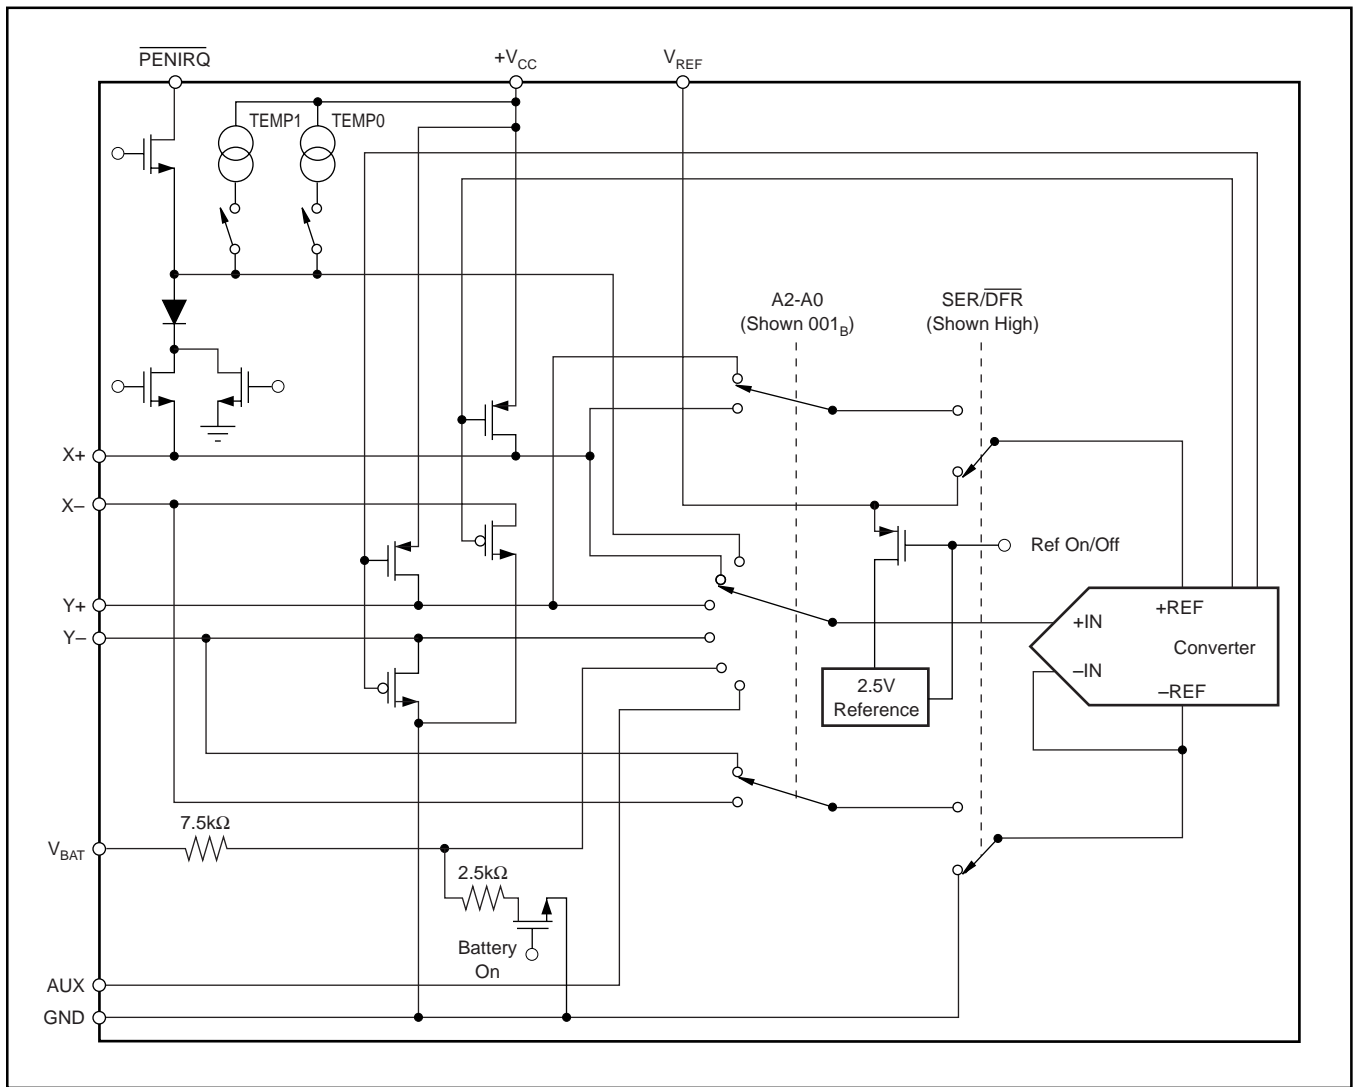 PENIRQ
+VCC
VREF
TEMP1
TEMP0
A2-A0
(Shown 001B)
SER/DFR
(Shown High)
X+
X–
Ref On/Off
Y+
Y–
+REF
+IN
Converter
–IN
–REF
2.5V
Reference
7.5kΩ
VBAT
2.5kΩ
Battery
On
AUX
GND